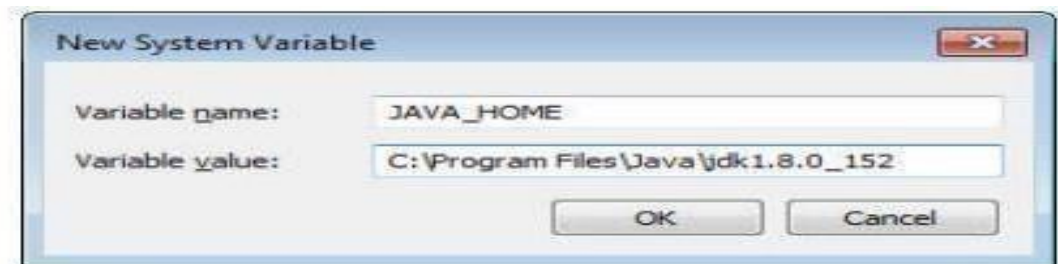 New System Variable
Variable name: JAVA_HOME
Variable value: C:\Program Files\Java\jdk1.8.0_152
OK Cancel